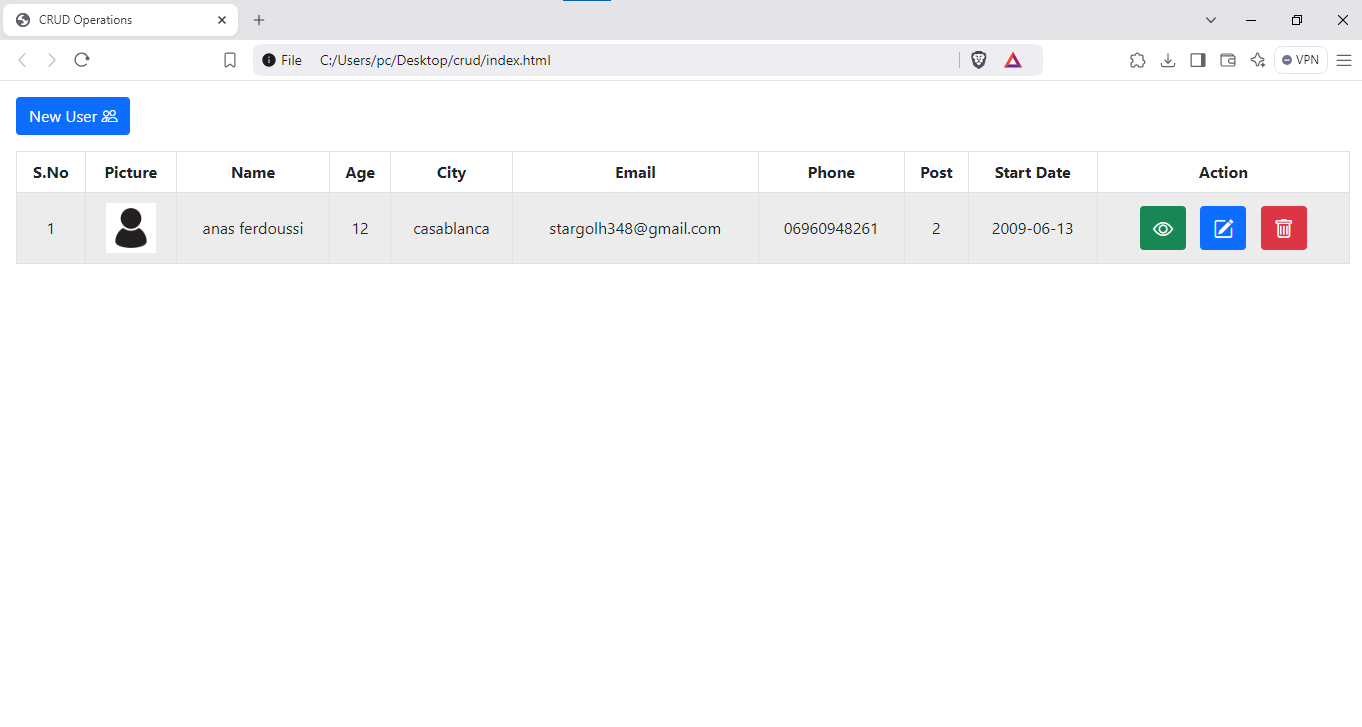 CRUD Operations
File C:/Users/pc/Desktop/crud/index.html VPN
New User
S.No Picture Name Age City Email Phone Post Start Date Action
1 anas ferdoussi 12 casablanca stargolh348@gmail.com 06960948261 2 2009-06-13